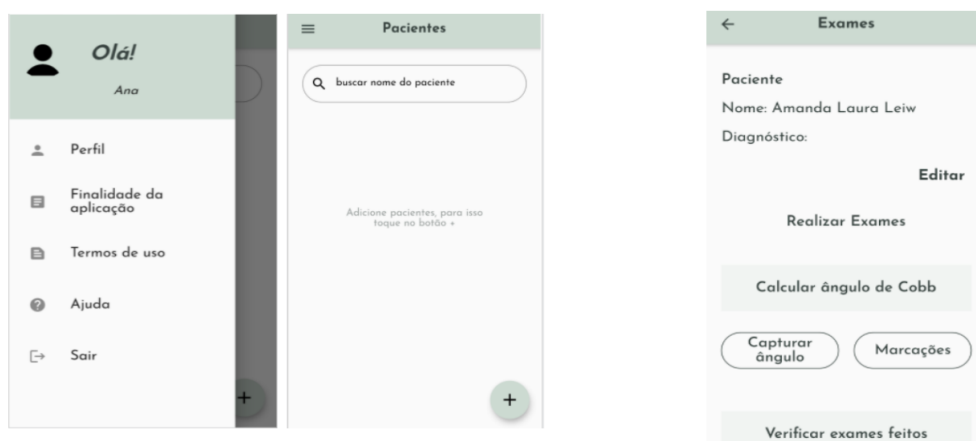 Olá!
Ana
Perfil
Finalidade da
aplicação
Termos de uso
Ajuda
Sair
+
Pacientes
buscar nome do paciente
Adicione pacientes, para isso
toque no botão +
+
Exames
Paciente
Nome: Amanda Laura Leiw
Diagnóstico:
Editar
Realizar Exames
Calcular ângulo de Cobb
Capturar
ângulo
Marcações
Verificar exames feitos